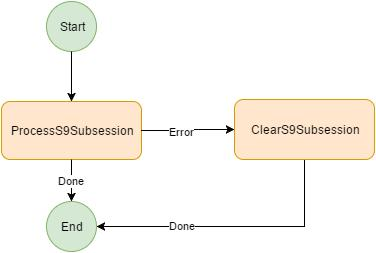 Start
ProcessS9Subsession
Error
ClearS9Subsession
Done
End
Done